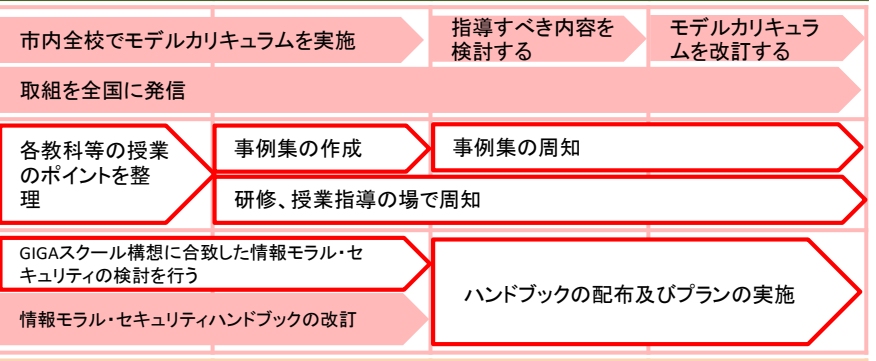 市内全校でモデルカリキュラムを実施
指導すべき内容を
検討する
モデルカリキュラ
ムを改訂する
取組を全国に発信
各教科等の授業
のポイントを整
理
事例集の作成
事例集の周知
研修、授業指導の場で周知
GIGAスクール構想に合致した情報モラル・セ
キュリティの検討を行う
ハンドブックの配布及びプランの実施
情報モラル・セキュリティハンドブックの改訂